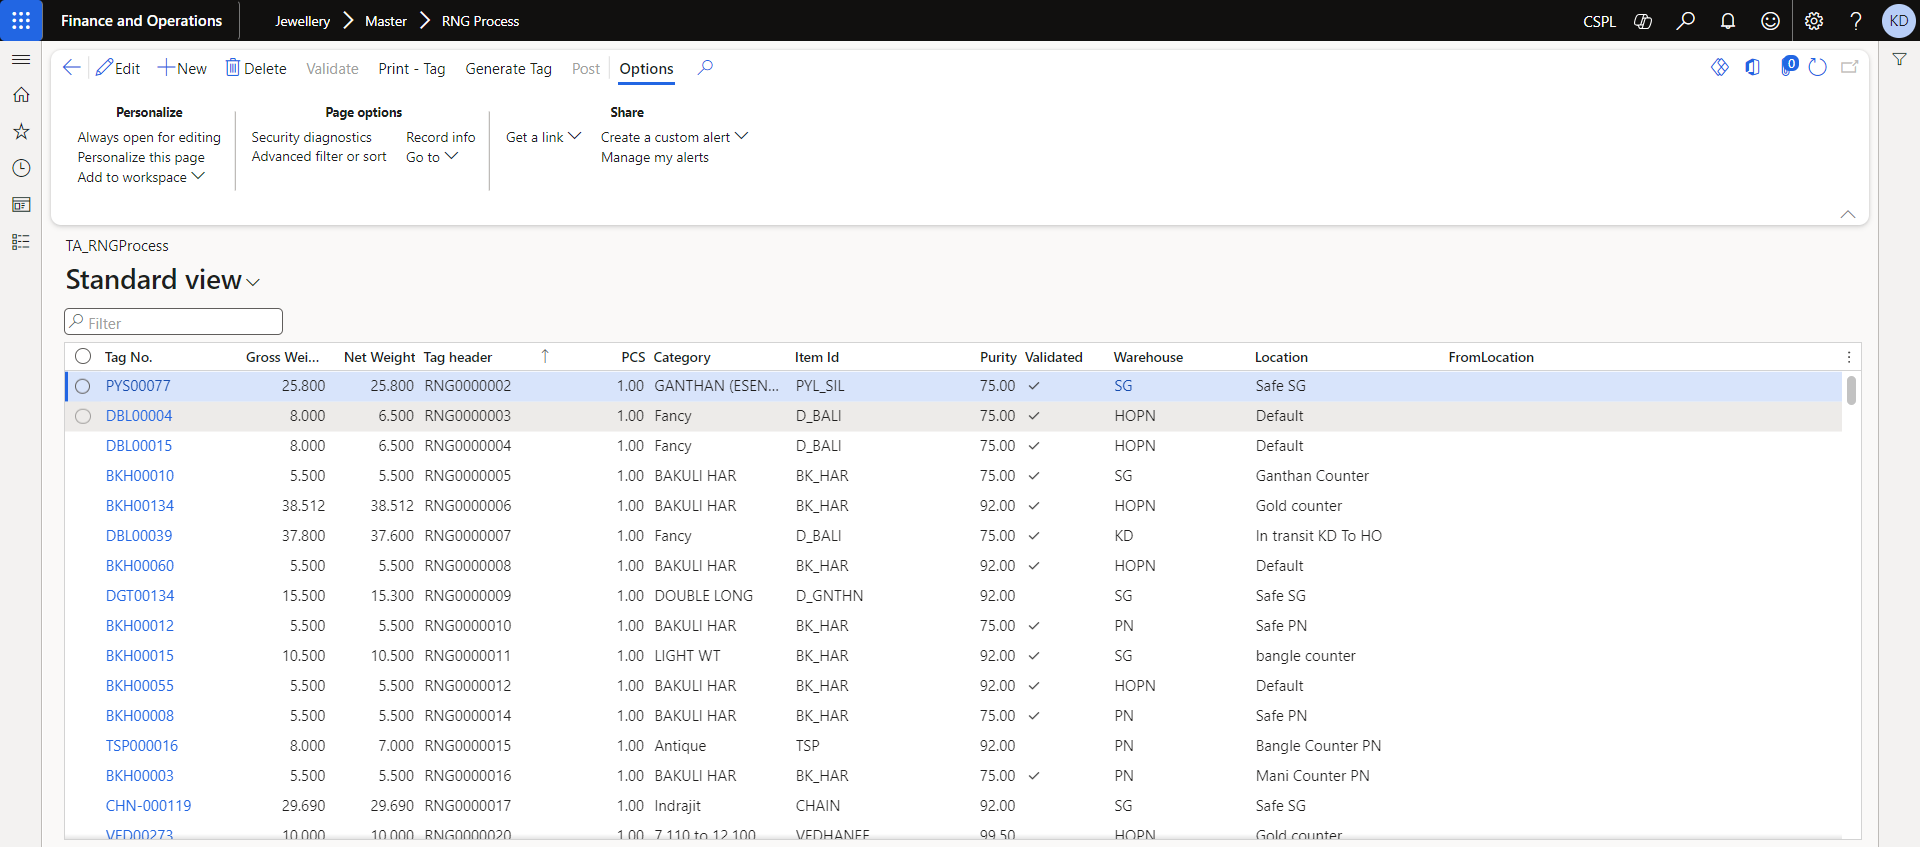 Finance and Operations Jewellery Master RNG Process CSPL KD
Edit New Delete Validate Print - Tag Generate Tag Post Options 0
Personalize Page options Share
Always open for editing Security diagnostics Record info Get a link Create a custom alert
Personalize this page Advanced filter or sort Go to Manage my alerts
Add to workspace
TA_RNGProcess
Standard view
Filter
Tag No. Gross Wei... Net Weight Tag header PCS Category Item Id Purity Validated Warehouse Location FromLocation
PYS00077 25.800 25.800 RNG0000002 1.00 GANTHAN (ESEN... PYL_SIL 75.00 SG Safe SG
DBL00004 8.000 6.500 RNG0000003 1.00 Fancy D_BALI 75.00 HOPN Default
DBL00015 8.000 6.500 RNG0000004 1.00 Fancy D_BALI 75.00 HOPN Default
BKH00010 5.500 5.500 RNG0000005 1.00 BAKULI HAR BK_HAR 75.00 SG Ganthan Counter
BKH00134 38.512 38.512 RNG0000006 1.00 BAKULI HAR BK_HAR 92.00 HOPN Gold counter
DBL00039 37.800 37.600 RNG0000007 1.00 Fancy D_BALI 75.00 KD In transit KD To HO
BKH00060 5.500 5.500 RNG0000008 1.00 BAKULI HAR BK_HAR 92.00 HOPN Default
DGT00134 15.500 15.300 RNG0000009 1.00 DOUBLE LONG D_GNTHN 92.00 SG Safe SG
BKH00012 5.500 5.500 RNG0000010 1.00 BAKULI HAR BK_HAR 75.00 PN Safe PN
BKH00015 10.500 10.500 RNG0000011 1.00 LIGHT WT BK_HAR 92.00 SG bangle counter
BKH00055 5.500 5.500 RNG0000012 1.00 BAKULI HAR BK_HAR 92.00 HOPN Default
BKH00008 5.500 5.500 RNG0000014 1.00 BAKULI HAR BK_HAR 75.00 PN Safe PN
TSP000016 8.000 7.000 RNG0000015 1.00 Antique TSP 92.00 PN Bangle Counter PN
BKH00003 5.500 5.500 RNG0000016 1.00 BAKULI HAR BK_HAR 75.00 PN Mani Counter PN
CHN-000119 29.690 29.690 RNG0000017 1.00 Indrajit CHAIN 92.00 SG Safe SG
VED00273 10.000 10.000 RNG0000020 1.00 7.110 to 12.100 VEDHANEE 99.50 HOPN Gold counter